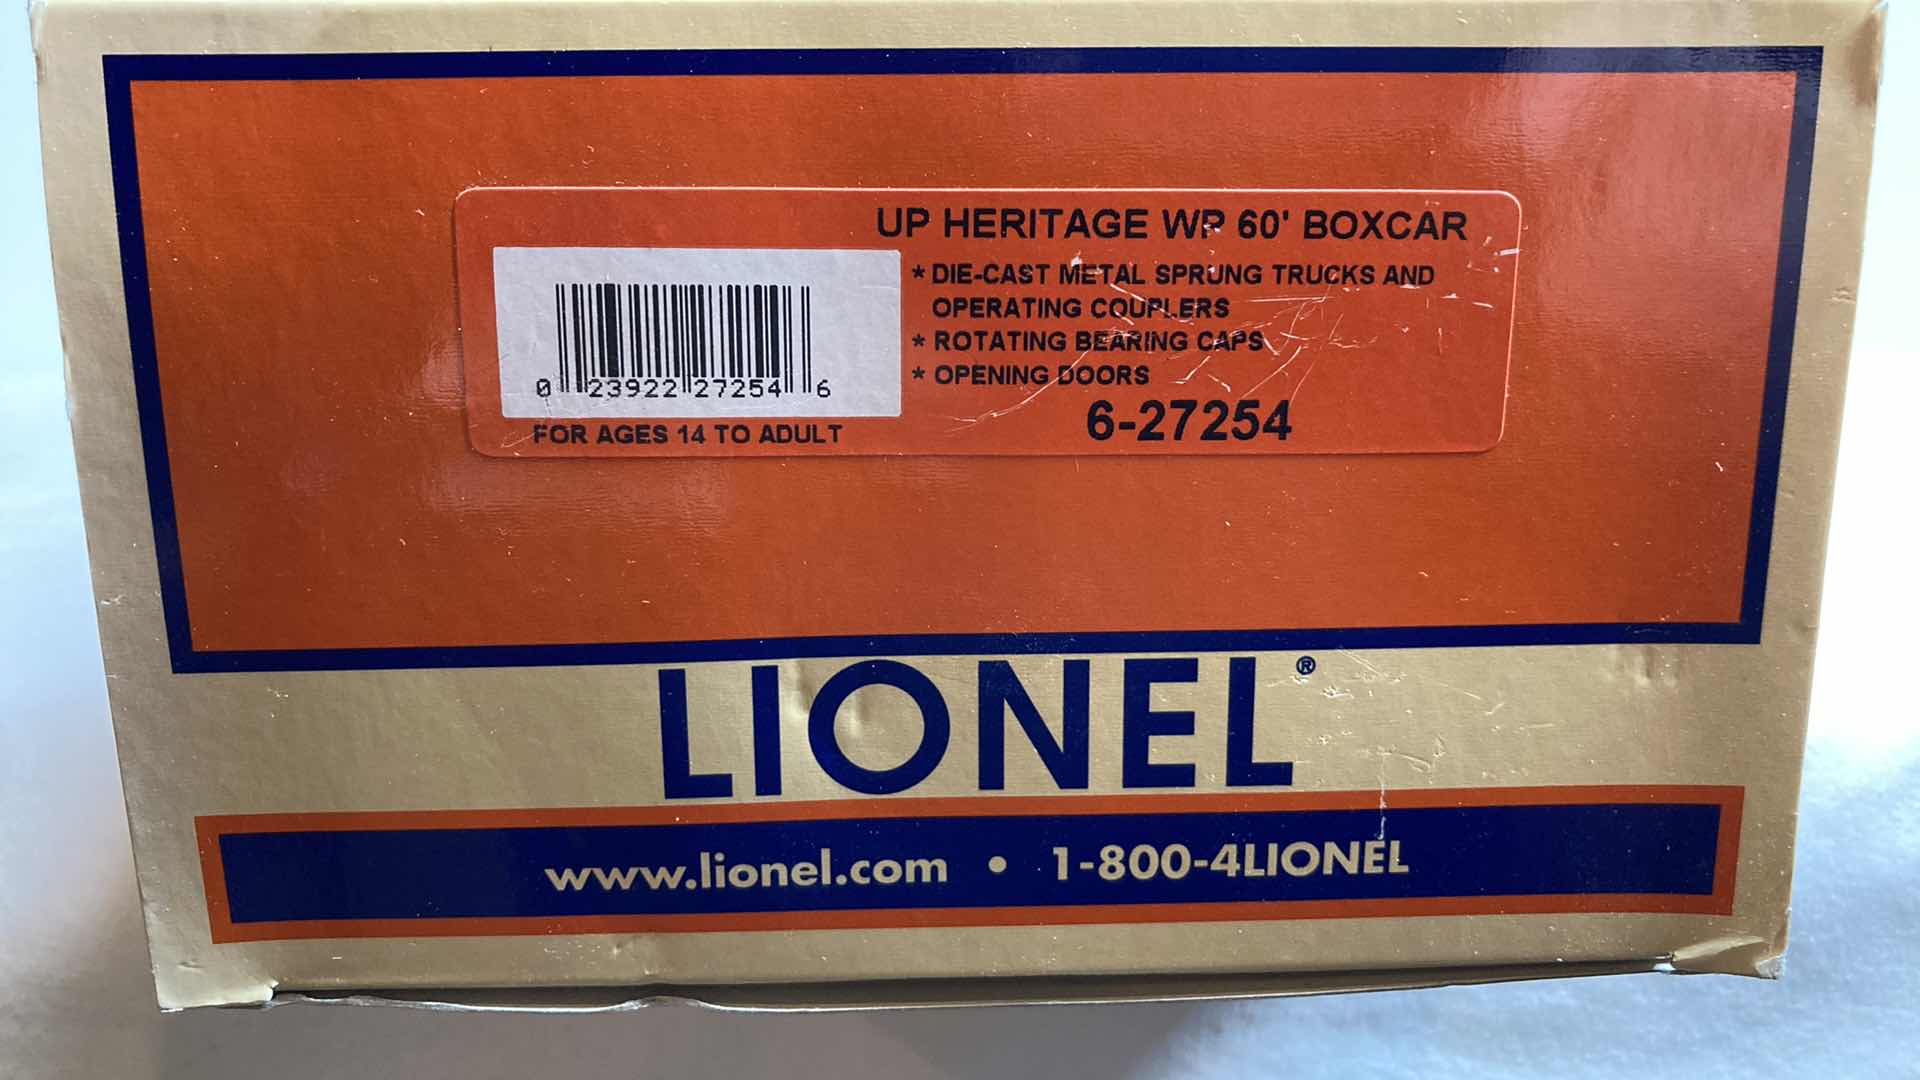 UP HERITAGE WP 60' BOXCAR
* DIE-CAST METAL SPRUNG TRUCKS AND
OPERATING COUPLERS
* ROTATING BEARING CAPS
* OPENING DOORS
6-27254
0 23922 27254 6
FOR AGES 14 TO ADULT
LIONEL®
www.lionel.com • 1-800-4LIONEL